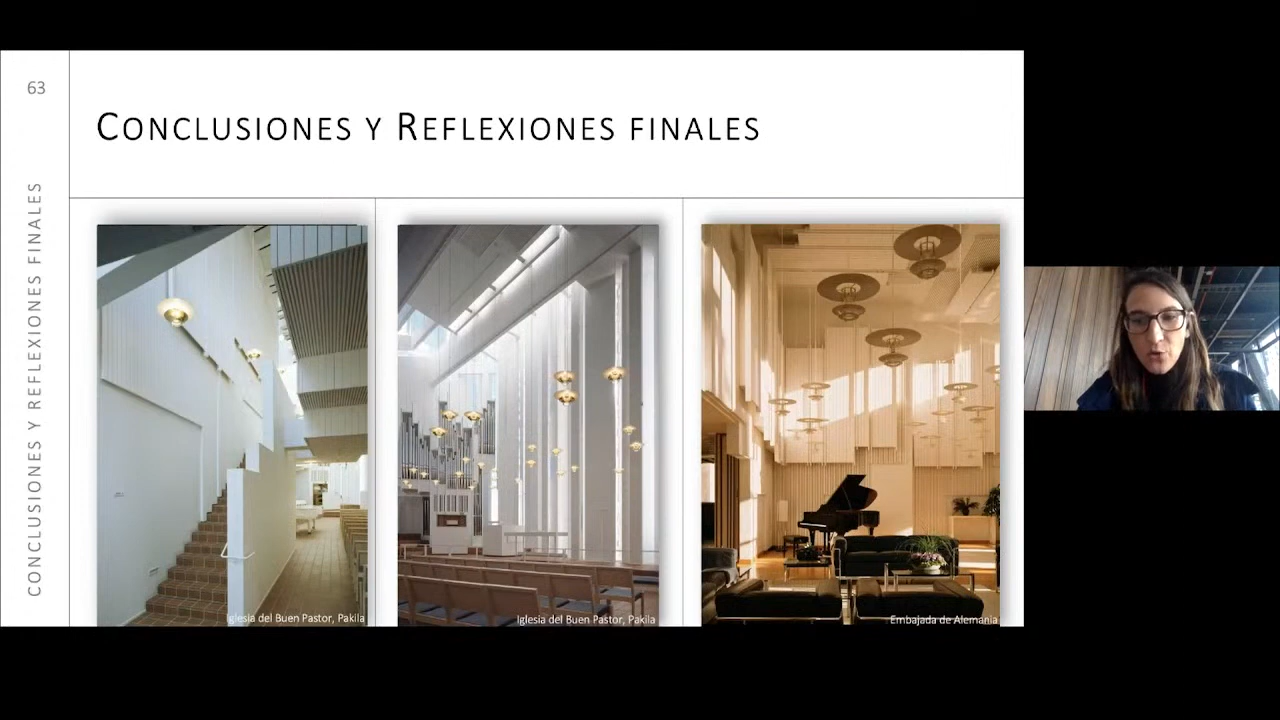 63
CONCLUSIONES Y REFLEXIONES FINALES
CONCLUSIONES Y REFLEXIONES FINALES
Iglesia del Buen Pastor, Pakila
Iglesia del Buen Pastor, Pakila
Embajada de Alemania